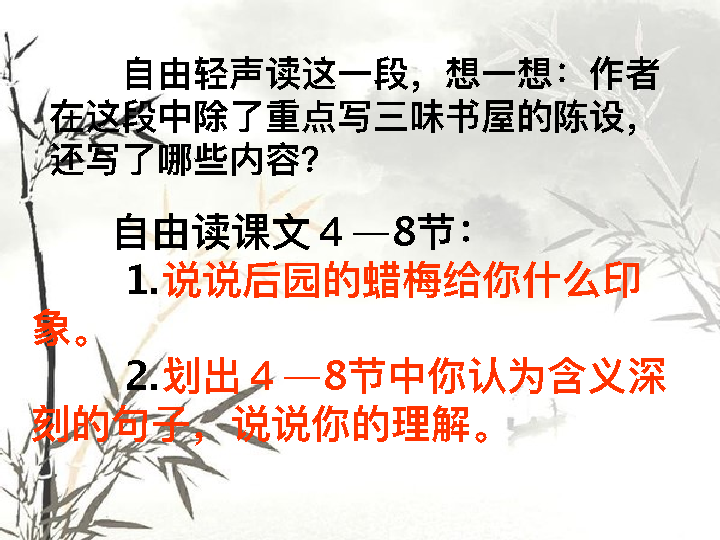 自由轻声读这一段，想一想：作者
在这段中除了重点写三味书屋的陈设，
还写了哪些内容？
自由读课文４—8节：
1.说说后园的蜡梅给你什么印
象。
2.划出４—8节中你认为含义深
刻的句子，说说你的理解。